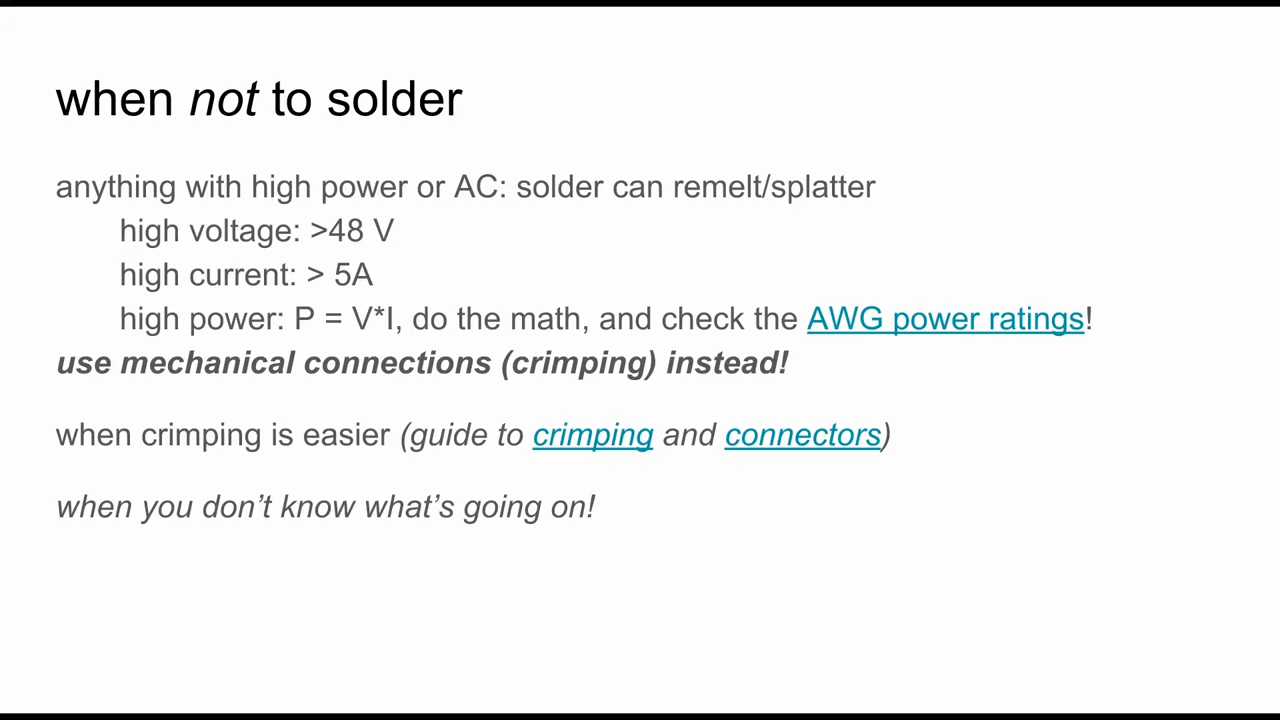 when not to solder
anything with high power or AC: solder can remelt/splatter
high voltage: >48 V
high current: > 5A
high power: P = V*I, do the math, and check the AWG power ratings!
use mechanical connections (crimping) instead!
when crimping is easier (guide to crimping and connectors)
when you don’t know what’s going on!